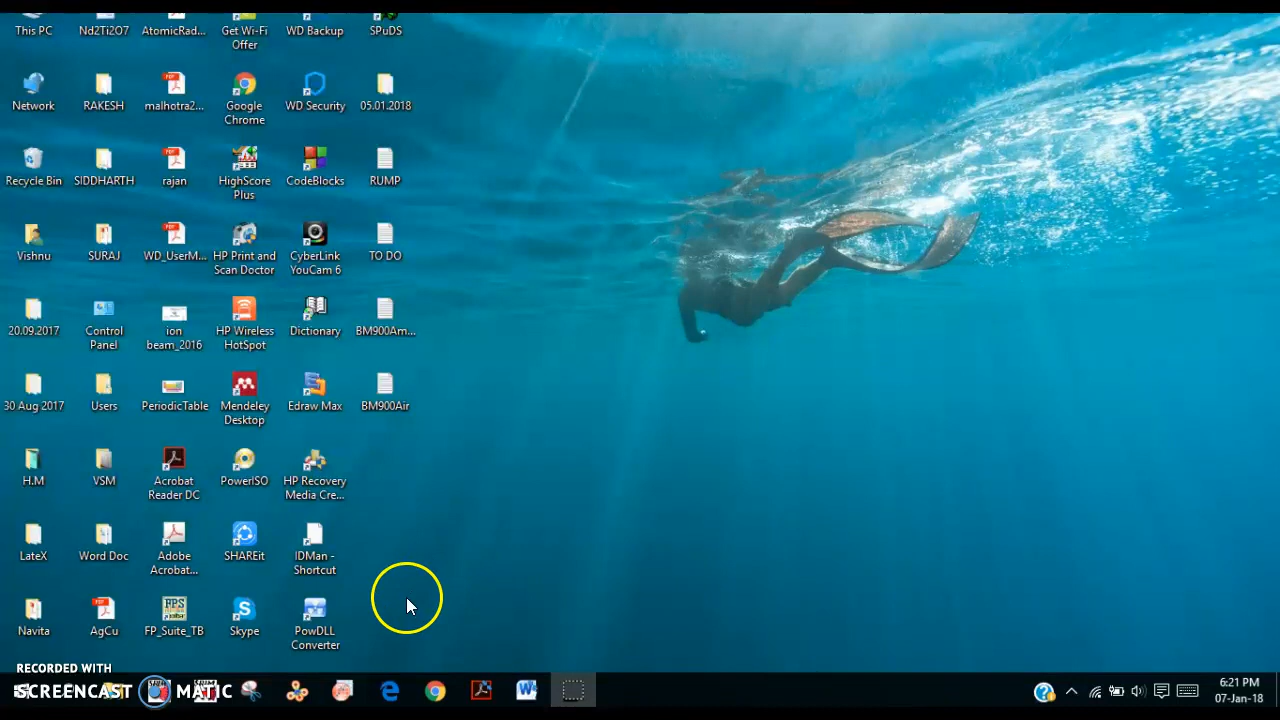 This PC Nd2Ti2O7 AtomicRad... Get Wi-Fi WD Backup SPuDS
Offer
Network RAKESH malhotra2... Google WD Security 05.01.2018
Chrome
Recycle Bin SIDDHARTH rajan HighScore CodeBlocks RUMP
Plus
Vishnu SURAJ WD_UserM... HP Print and CyberLink TO DO
Scan Doctor YouCam 6
20.09.2017 Control ion HP Wireless Dictionary BM900Am...
Panel beam_2016 HotSpot
30 Aug 2017 Users PeriodicTable Mendeley Edraw Max BM900Air
Desktop
H.M VSM Acrobat PowerISO HP Recovery
Reader DC Media Cre...
LateX Word Doc Adobe SHAREit IDMan -
Acrobat... Shortcut
Navita AgCu FP_Suite_TB Skype PowDLL
Converter
RECORDED WITH
SCREENCAST MATIC
6:21 PM
07-Jan-18